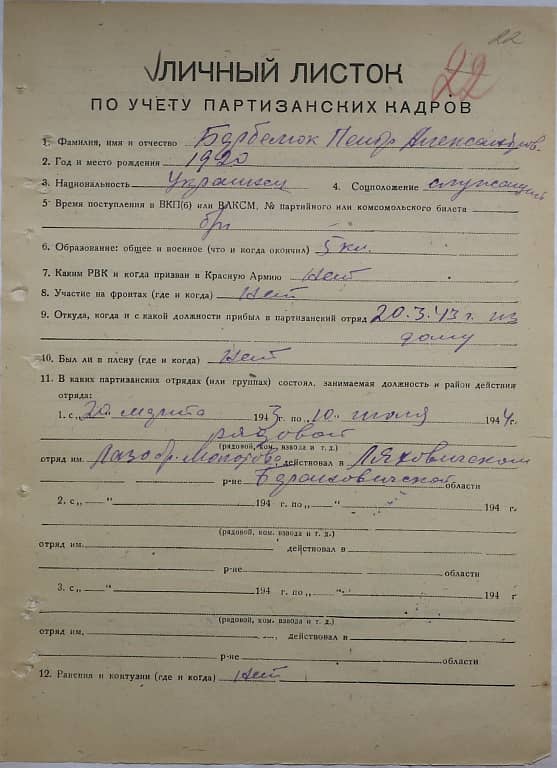 22
22
ЛИЧНЫЙ ЛИСТОК
ПО УЧЕТУ ПАРТИЗАНСКИХ КАДРОВ
1. Фамилия, имя и отчество Барбелюк Петр Александров.
2. Год и место рождения 1920
3. Национальность Украинец 4. Соцположение служащий
5 Время поступления в ВКП(б) или ВЛКСМ, № партийного или комсомольского билета
б/п
6. Образование: общее и военное (что и когда окончил) 5 кл.
7. Каким РВК и когда призван в Красную Армию Нет
8. Участие на фронтах (где и когда) Нет
9. Откуда, когда и с какой должности прибыл в партизанский отряд 20.3.43 г. из
дому
10. Был ли в плену (где и когда) Нет
11. В каких партизанских отрядах (или группах) состоял, занимаемая должность и район действия
отряда:
1. с „20 марта 1943 г. по „10" июля 1944 г.
рядовой
(рядовой, ком. взвода и т. д.)
отряд им. Лазо бр. Молотова, действовал в Ляховичском
р-не Барановичской области
2. с „ — " 194 г. по „ — " 194 г.
(рядовой, ком. взвода и т. д.)
отряд им. действовал в
р-не области
3. с „ — " 194 г. по „ — " 194 г
(рядовой, ком. взвода и т. д.)
отряд им. , действовал в
р-не области
12. Ранения и контузии (где и когда) Нет